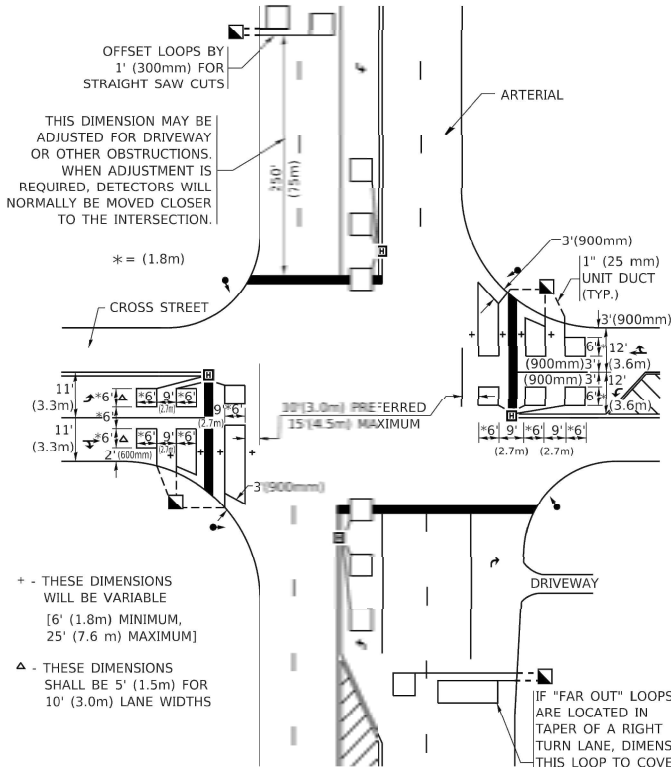 OFFSET LOOPS BY
1' (300mm) FOR
STRAIGHT SAW CUTS
THIS DIMENSION MAY BE
ADJUSTED FOR DRIVEWAY
OR OTHER OBSTRUCTIONS.
WHEN ADJUSTMENT IS
REQUIRED, DETECTORS WILL
NORMALLY BE MOVED CLOSER
TO THE INTERSECTION.
250'
(75m)
ARTERIAL
* = (1.8m)
H
3'(900mm)
1" (25 mm)
UNIT DUCT
(TYP.)
CROSS STREET
3'(900mm)
6' 12'
(900mm)3' (3.6m)
(900mm)3' 12'
6' (3.6m)
H
*6' 9' *6' 9' *6'
(2.7m) (2.7m)
H
11'
(3.3m)
*6' *6' 9' *6' 9' *6'
(2.7m) (2.7m)
*6'
11'
(3.3m)
*6' *6' 9' *6'
(2.7m)
2' (600mm)
10'(3.0m) PREFERRED
15'(4.5m) MAXIMUM
3'(900mm)
H
+ - THESE DIMENSIONS
WILL BE VARIABLE
[6' (1.8m) MINIMUM,
25' (7.6 m) MAXIMUM]
Δ - THESE DIMENSIONS
SHALL BE 5' (1.5m) FOR
10' (3.0m) LANE WIDTHS
DRIVEWAY
IF "FAR OUT" LOOPS
ARE LOCATED IN
TAPER OF A RIGHT
TURN LANE, DIMENS
THIS LOOP TO COVE